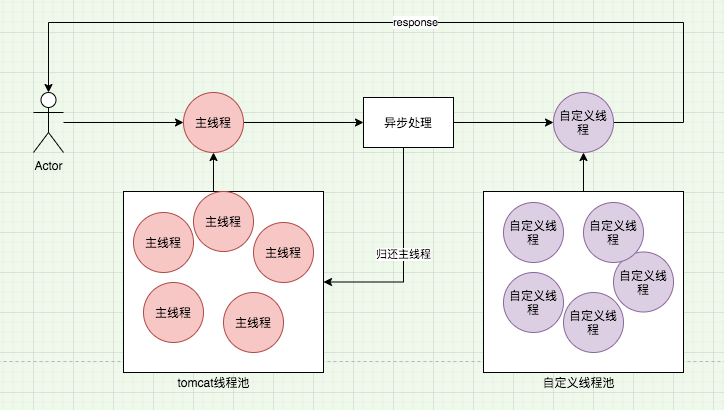 response
主线程
异步处理
自定义线
程
Actor
主线程
主线程
主线程
主线程
主线程
归还主线程
自定义线
程
自定义线
程
自定义线
程
自定义线
程
自定义线
程
tomcat线程池
自定义线程池